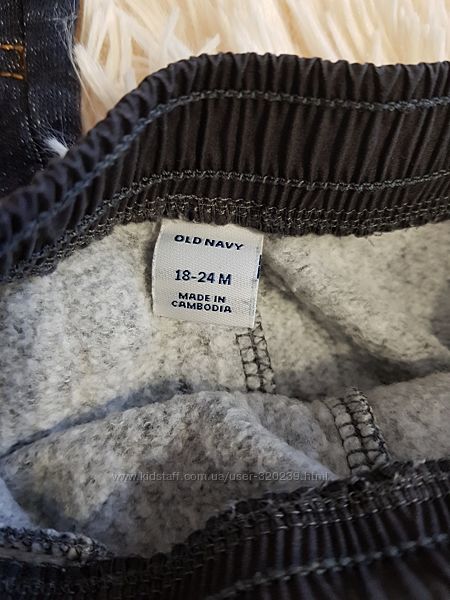 OLD NAVY
18-24 M
MADE IN
CAMBODIA
www.kidstaff.com.ua/user-320239.html